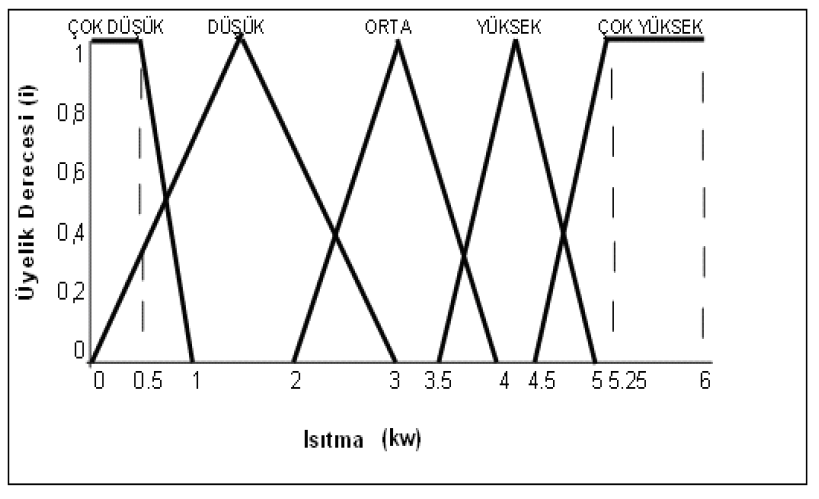 ÇOK DÜŞÜK DÜŞÜK ORTA YÜKSEK ÇOK YÜKSEK
Üyelik Derecesi (i)
1
0,8
0,6
0,4
0,2
0
0 0.5 1 2 3 3.5 4 4.5 5 5.25 6
Isıtma (kw)